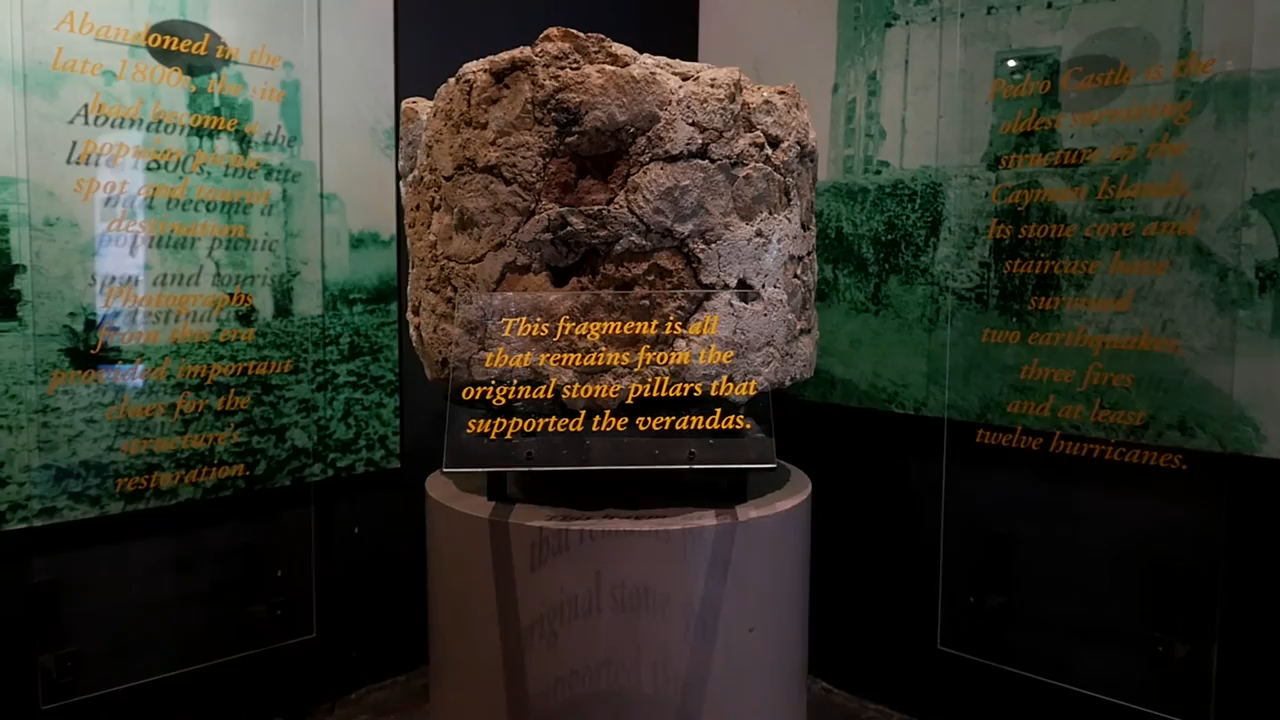 Abandoned in the
late 1800s, the site
had become a
popular picnic
spot and tourist
destination.
Photographs
from this era
provided important
clues for the
structure's
restoration.
This fragment is all
that remains from the
original stone pillars that
supported the verandas.
Pedro Castle is the
oldest surviving
structure in the
Cayman Islands.
Its stone core and
staircase have
survived
two earthquakes,
three fires
and at least
twelve hurricanes.